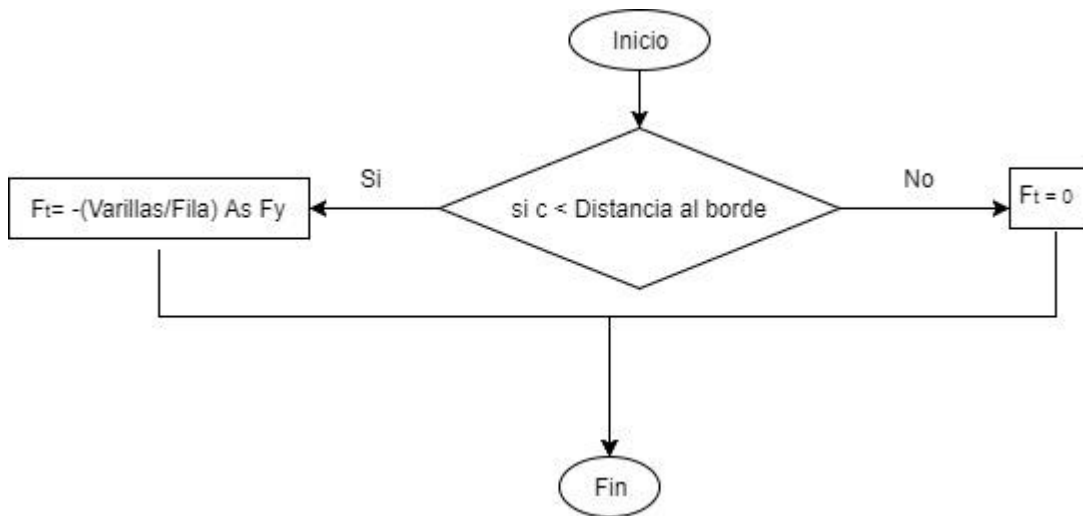 Inicio
Si
No
Ft= -(Varillas/Fila) As Fy
si c < Distancia al borde
Ft = 0
Fin